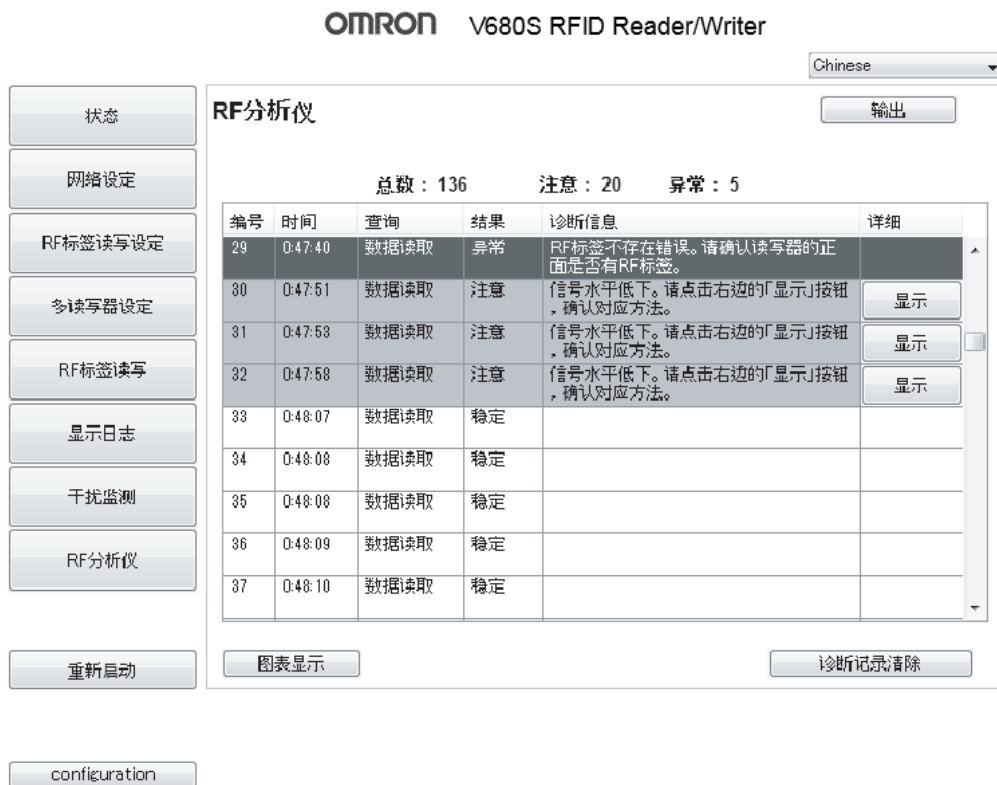 OMRON V680S RFID Reader/Writer
Chinese
状态
网络设定
RF标签读写设定
多读写器设定
RF标签读写
显示日志
干扰监测
RF分析仪
重新启动
configuration
RF分析仪
输出
总数：136 注意：20 异常：5
编号 时间 查询 结果 诊断信息 详细
29 0:47:40 数据读取 异常 RF标签不存在错误。请确认读写器的正
面是否有RF标签。
30 0:47:51 数据读取 注意 信号水平低下。请点击右边的「显示」按钮
，确认对应方法。 显示
31 0:47:53 数据读取 注意 信号水平低下。请点击右边的「显示」按钮
，确认对应方法。 显示
32 0:47:58 数据读取 注意 信号水平低下。请点击右边的「显示」按钮
，确认对应方法。 显示
33 0:48:07 数据读取 稳定
34 0:48:08 数据读取 稳定
35 0:48:08 数据读取 稳定
36 0:48:09 数据读取 稳定
37 0:48:10 数据读取 稳定
图表显示 诊断记录清除